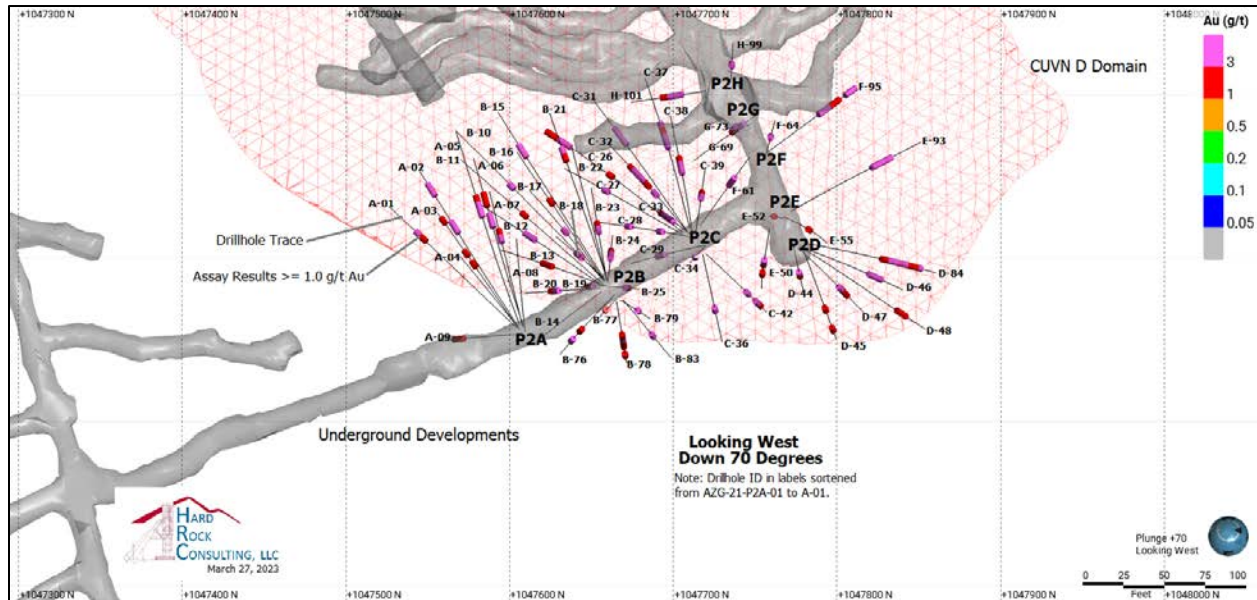 +1047300 N
+1047400 N
+1047500 N
+1047600 N
+1047700 N
+1047800 N
+1047900 N
+1048000 N
Au (g/t)
3
1
0.5
0.2
0.1
0.05
CUVN D Domain
H-99
C-37
P2H
F-95
C-31
H-101
B-15
B-21
C-38
P2G
G-73
F-64
B-10
C-32
E-93
A-05
B-16
C-26
G-69
P2F
B-11
A-06
B-22
C-39
A-02
B-17
C-27
F-61
A-01
A-03
A-07
B-18
B-23
C-33
P2E
B-12
C-28
E-52
Drillhole Trace
P2C
E-55
B-24
P2D
A-04
B-13
C-29
C-34
D-84
Assay Results >= 1.0 g/t Au
A-08
P2B
E-50
D-46
B-20
B-19
B-25
D-44
D-47
C-42
B-14
B-77
B-79
D-48
A-09
P2A
C-36
D-45
B-76
B-78
B-83
Underground Developments
Looking West
Down 70 Degrees
Note: Drilhole ID in labels sortened
from AZG-21-P2A-01 to A-01.
HARD
ROCK
CONSULTING, LLC
March 27, 2023
Plunge +70
Looking West
0 25 50 75 100
Feet
+1047300 N
+1047400 N
+1047500 N
+1047600 N
+1047700 N
+1047800 N
+1047900 N
+1048000 N